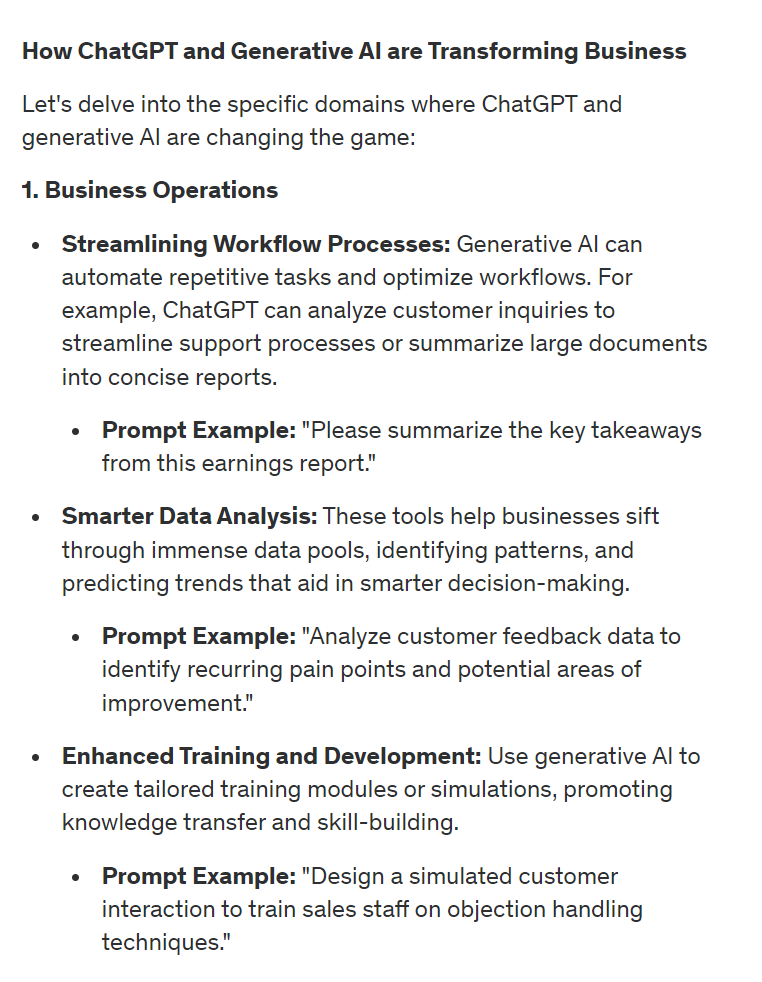 How ChatGPT and Generative AI are Transforming Business
Let's delve into the specific domains where ChatGPT and
generative AI are changing the game:
1. Business Operations
• Streamlining Workflow Processes: Generative AI can
automate repetitive tasks and optimize workflows. For
example, ChatGPT can analyze customer inquiries to
streamline support processes or summarize large documents
into concise reports.
• Prompt Example: "Please summarize the key takeaways
from this earnings report."
• Smarter Data Analysis: These tools help businesses sift
through immense data pools, identifying patterns, and
predicting trends that aid in smarter decision-making.
• Prompt Example: "Analyze customer feedback data to
identify recurring pain points and potential areas of
improvement."
• Enhanced Training and Development: Use generative AI to
create tailored training modules or simulations, promoting
knowledge transfer and skill-building.
• Prompt Example: "Design a simulated customer
interaction to train sales staff on objection handling
techniques."